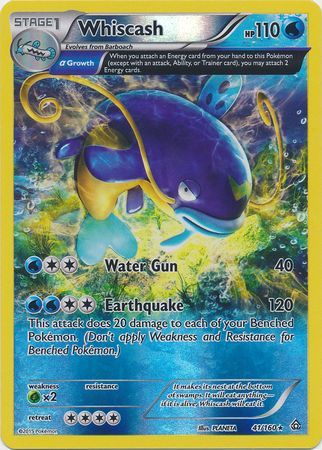 STAGE1
Whiscash
HP110
Evolves from Barboach
α Growth
When you attach an Energy card from your hand to this Pokémon
(except with an attack, Ability, or Trainer card), you may attach 2
Energy cards.
Water Gun 40
Earthquake 120
This attack does 20 damage to each of your Benched
Pokémon. (Don't apply Weakness and Resistance for
Benched Pokémon.)
weakness
resistance
×2
retreat
It makes its nest at the bottom
of swamps. It will eat anything—
if it is alive, Whiscash will eat it.
©2015 Pokémon
Illus. PLANETA
41/160 ★